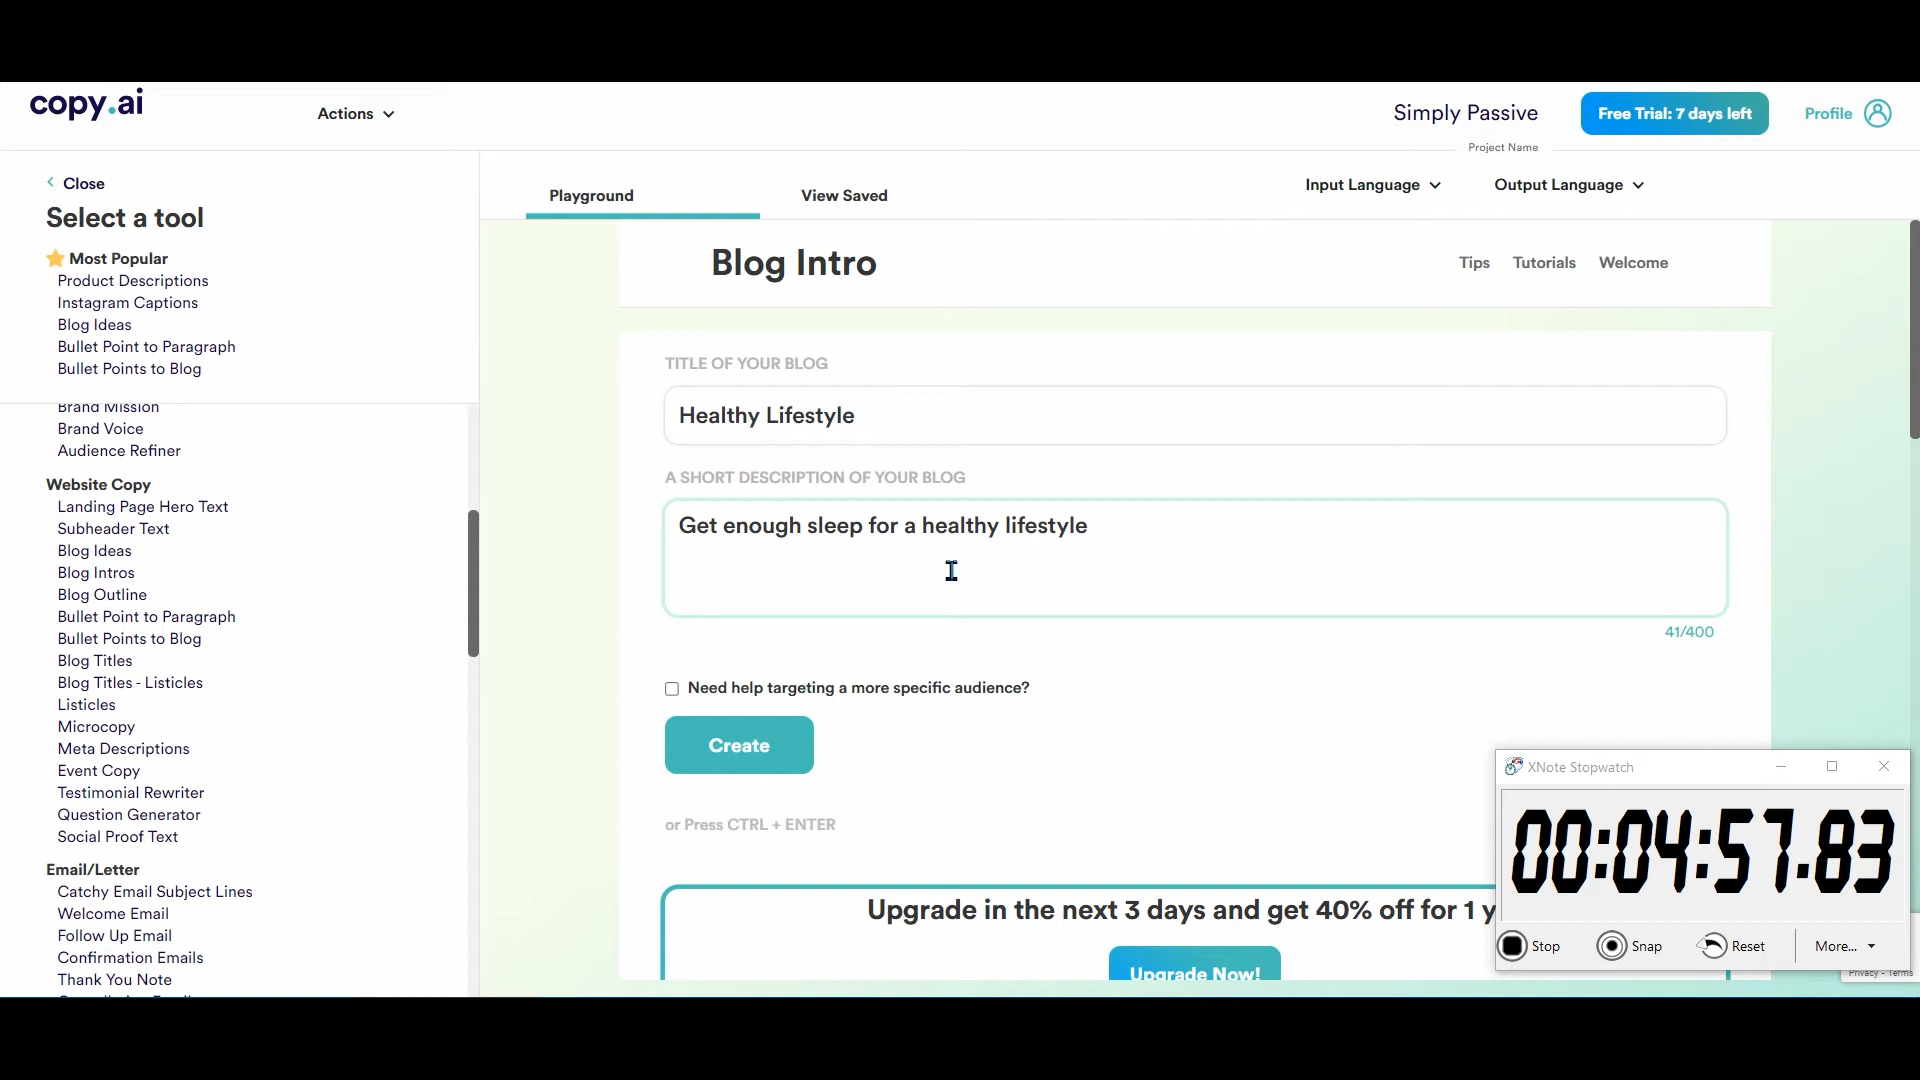 copy.ai
Actions
Simply Passive
Project Name
Free Trial: 7 days left
Profile
Close
Select a tool
Most Popular
Product Descriptions
Instagram Captions
Blog Ideas
Bullet Point to Paragraph
Bullet Points to Blog
Brand Mission
Brand Voice
Audience Refiner
Website Copy
Landing Page Hero Text
Subheader Text
Blog Ideas
Blog Intros
Blog Outline
Bullet Point to Paragraph
Bullet Points to Blog
Blog Titles
Blog Titles - Listicles
Listicles
Microcopy
Meta Descriptions
Event Copy
Testimonial Rewriter
Question Generator
Social Proof Text
Email/Letter
Catchy Email Subject Lines
Welcome Email
Follow Up Email
Confirmation Emails
Thank You Note
Playground
View Saved
Input Language
Output Language
Blog Intro
Tips
Tutorials
Welcome
TITLE OF YOUR BLOG
Healthy Lifestyle
A SHORT DESCRIPTION OF YOUR BLOG
Get enough sleep for a healthy lifestyle
41/400
Need help targeting a more specific audience?
Create
or Press CTRL + ENTER
Upgrade in the next 3 days and get 40% off for 1 y
Upgrade Now!
XNote Stopwatch
00:04:57.83
Stop
Snap
Reset
More...
Privacy - Terms